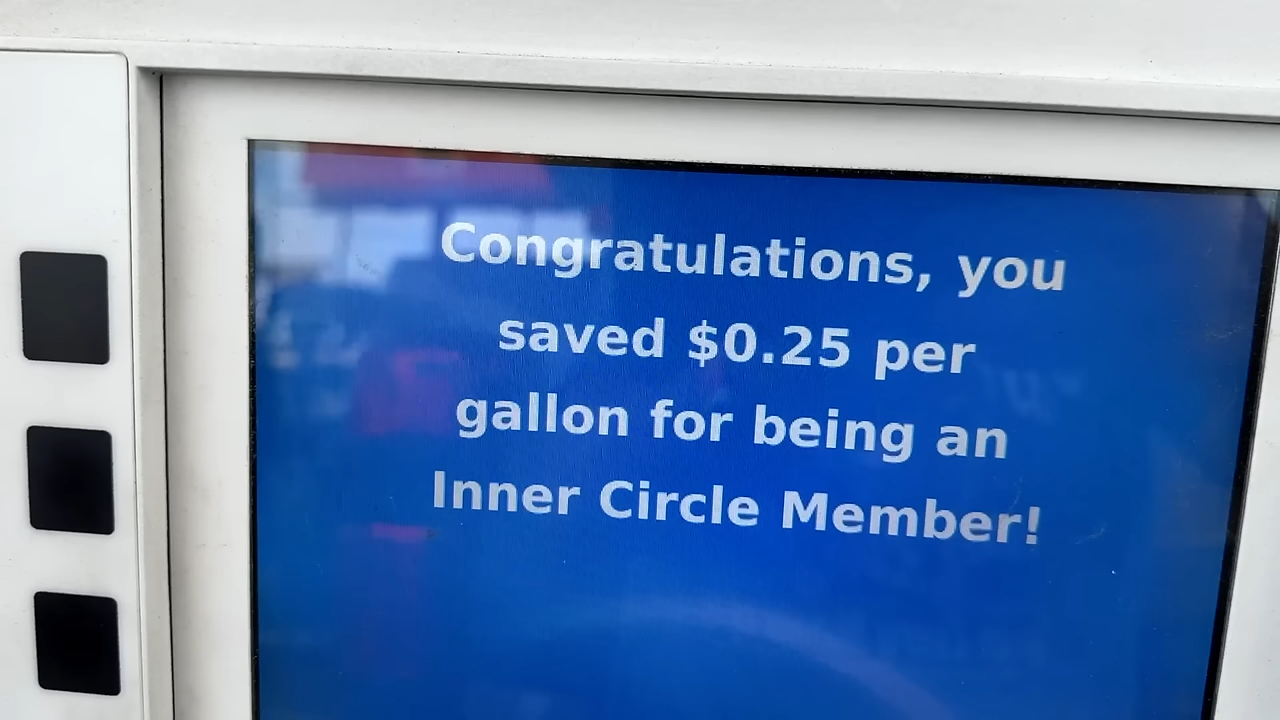 Congratulations, you
saved $0.25 per
gallon for being an
Inner Circle Member!